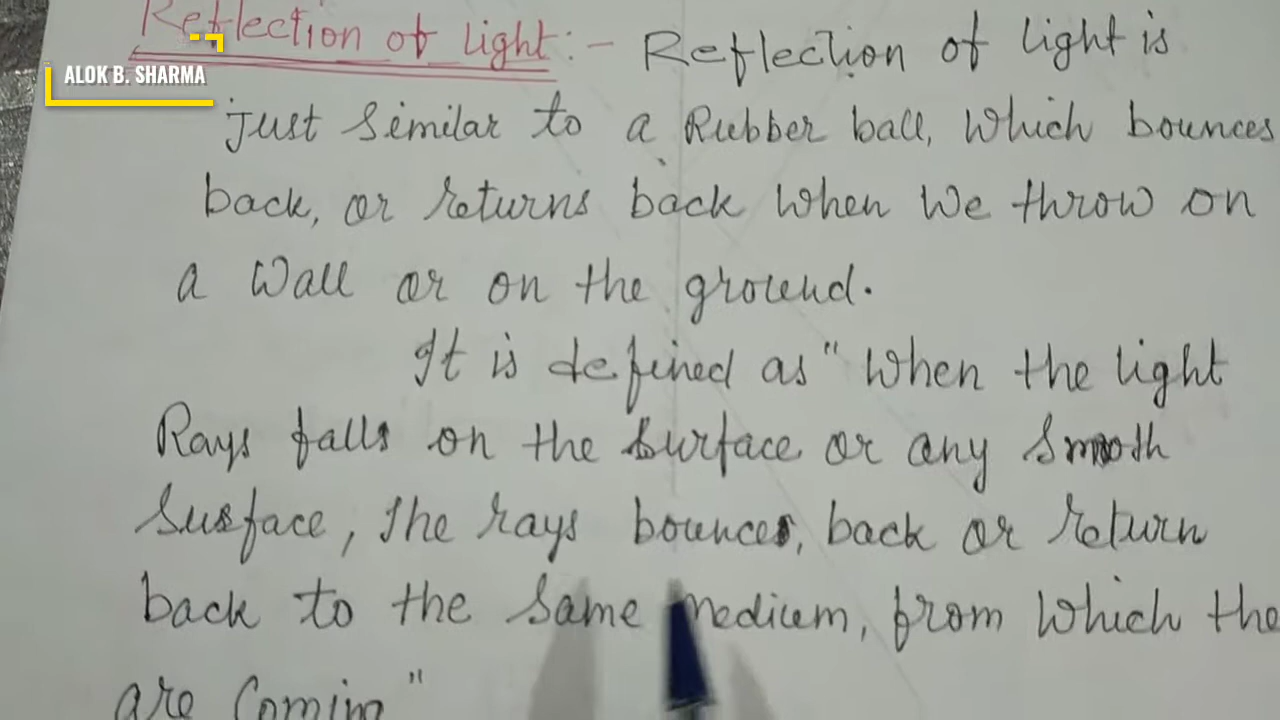 Reflection of light :-  Reflection of light is
ALOK B. SHARMA
just similar to a Rubber ball, which bounces
back, or returns back when we throw on
a wall or on the ground.
It is defined as " when the light
Rays falls on the surface or any smooth
surface, the rays bounces, back or return
back to the same medium, from which the
are coming"